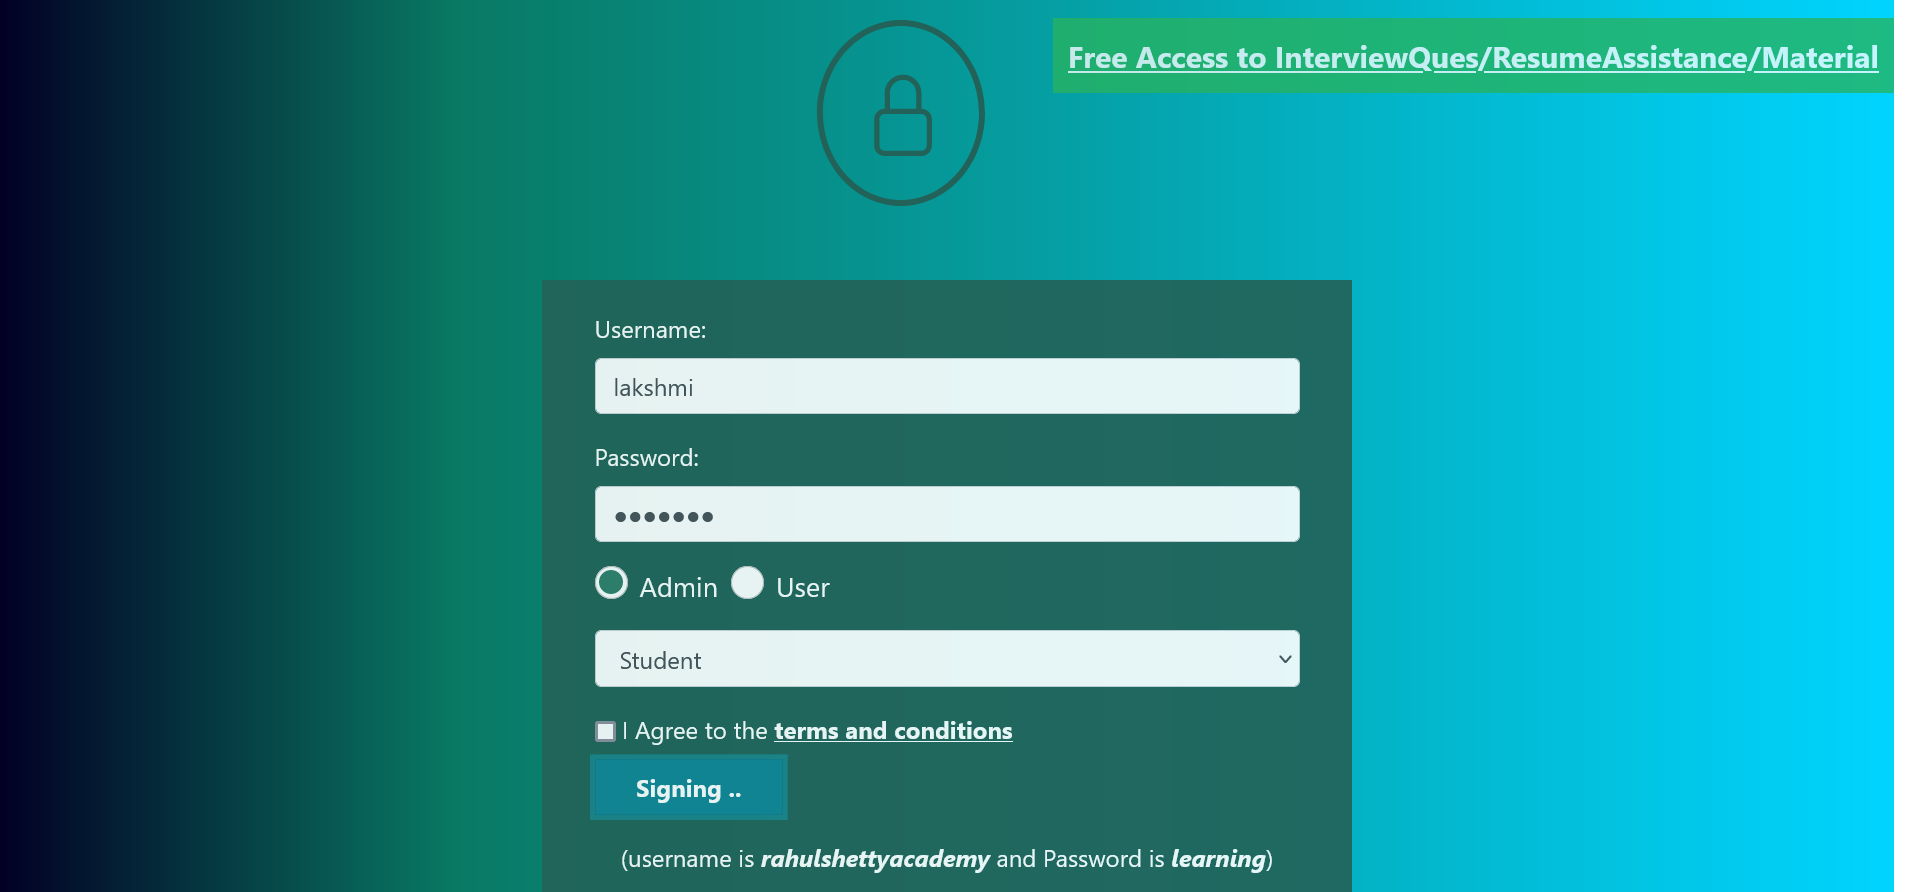 Free Access to InterviewQues/ResumeAssistance/Material
Username:
lakshmi
Password:
•••••••
Admin User
Student
I Agree to the terms and conditions
Signing ..
(username is rahulshettyacademy and Password is learning)